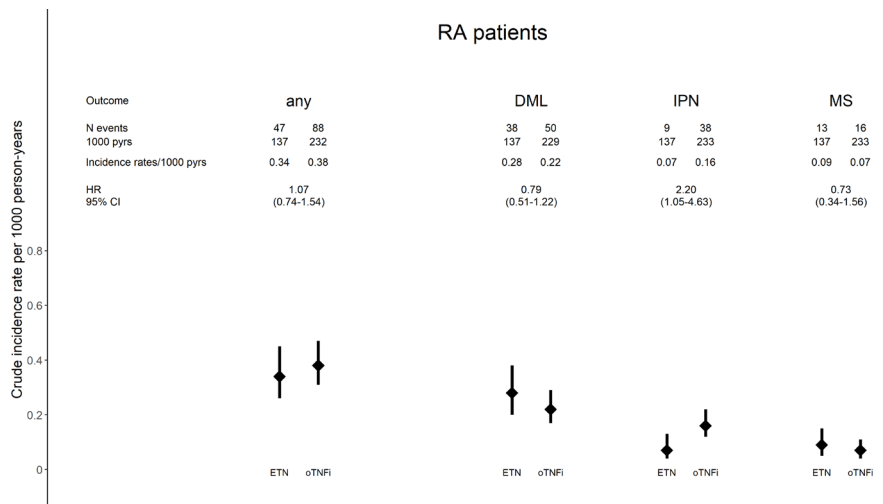 RA patients
Outcome any DML IPN MS
N events 47 88 38 50 9 38 13 16
1000 pyrs 137 232 137 229 137 233 137 233
Incidence rates/1000 pyrs 0.34 0.38 0.28 0.22 0.07 0.16 0.09 0.07
HR 1.07 0.79 2.20 0.73
95% CI (0.74-1.54) (0.51-1.22) (1.05-4.63) (0.34-1.56)
Crude incidence rate per 1000 person-years
0.8
0.6
0.4
0.2
0
ETN oTNFi ETN oTNFi ETN oTNFi ETN oTNFi